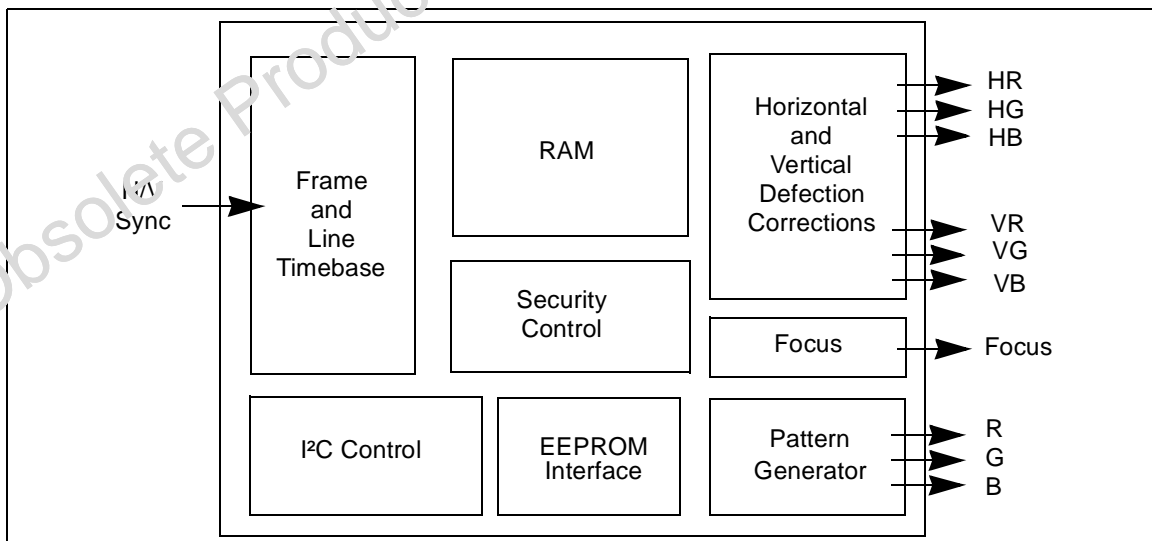 Obsolete Product
H/V
Sync
Frame
and
Line
Timebase
RAM
Security
Control
I²C Control
EEPROM
Interface
Horizontal
and
Vertical
Defection
Corrections
HR
HG
HB
VR
VG
VB
Focus
Focus
Pattern
Generator
R
G
B